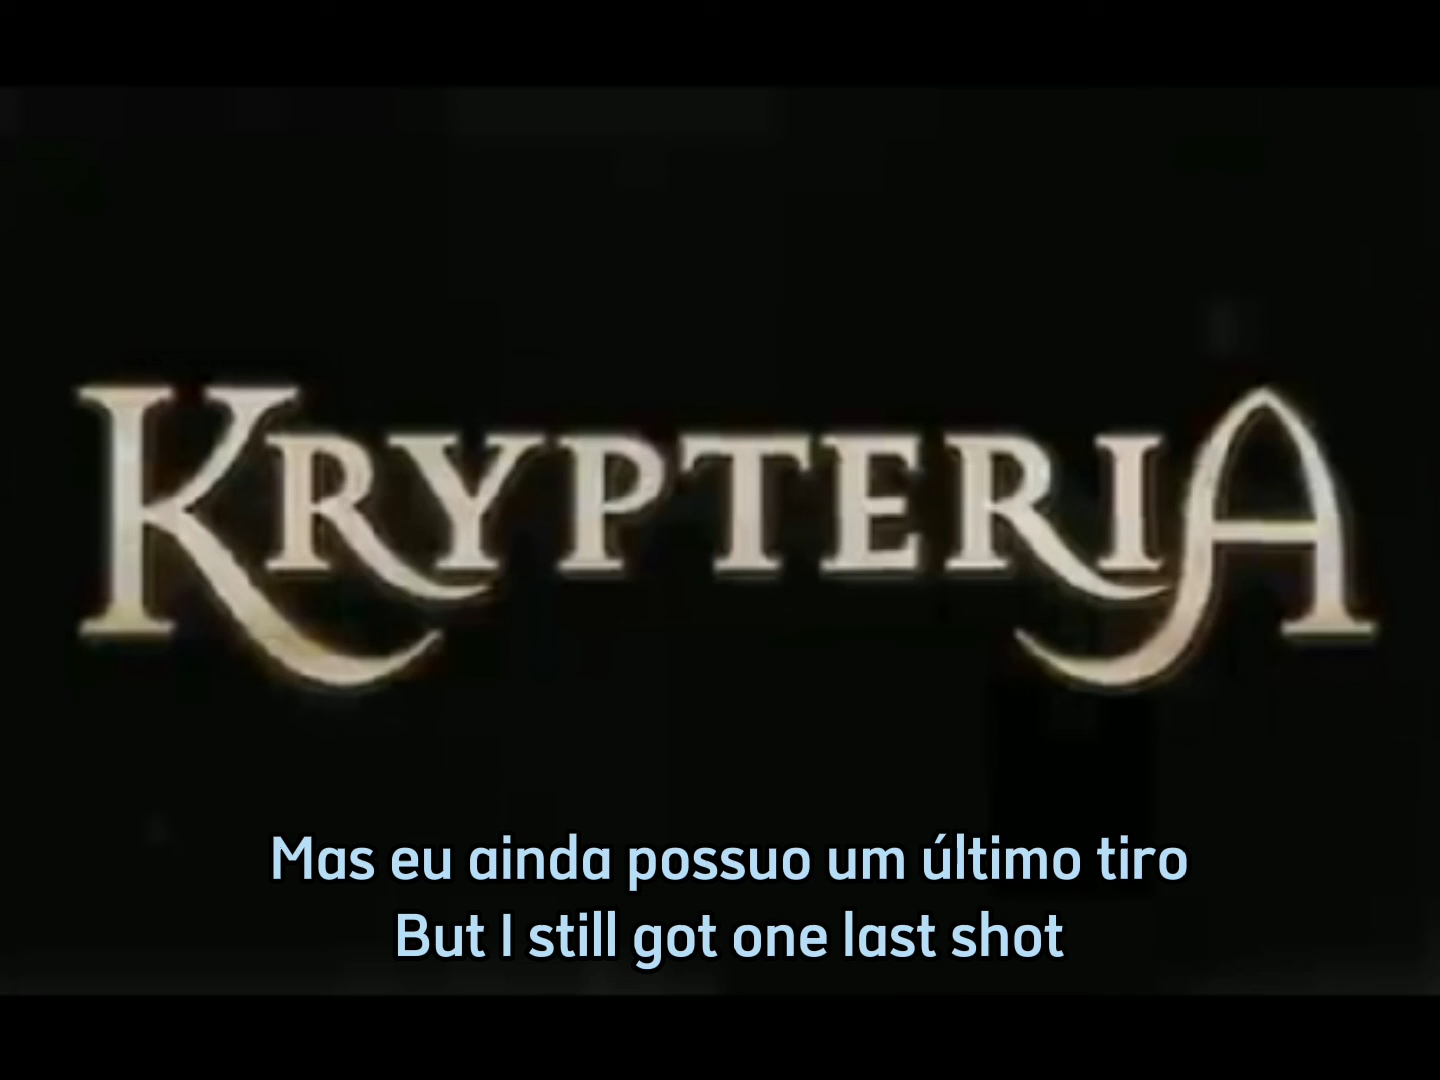 KRYPTERIA
Mas eu ainda possuo um último tiro
But I still got one last shot